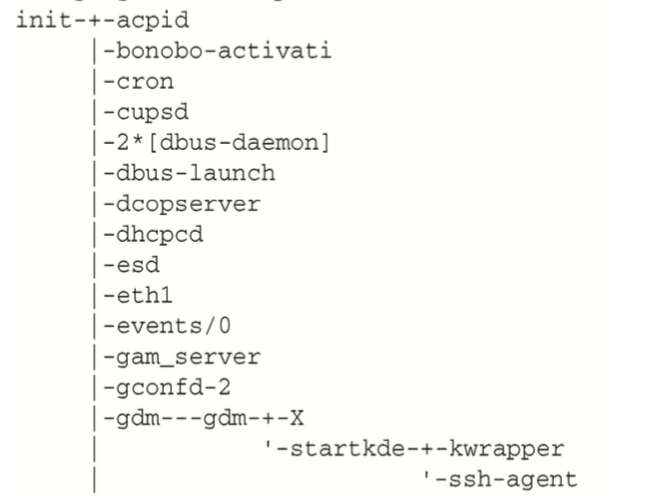 init-+-acpid
     |-bonobo-activati
     |-cron
     |-cupsd
     |-2*[dbus-daemon]
     |-dbus-launch
     |-dcopserver
     |-dhcpcd
     |-esd
     |-eth1
     |-events/0
     |-gam_server
     |-gconfd-2
     |-gdm---gdm-+-X
     |           '-startkde-+-kwrapper
     |                      '-ssh-agent